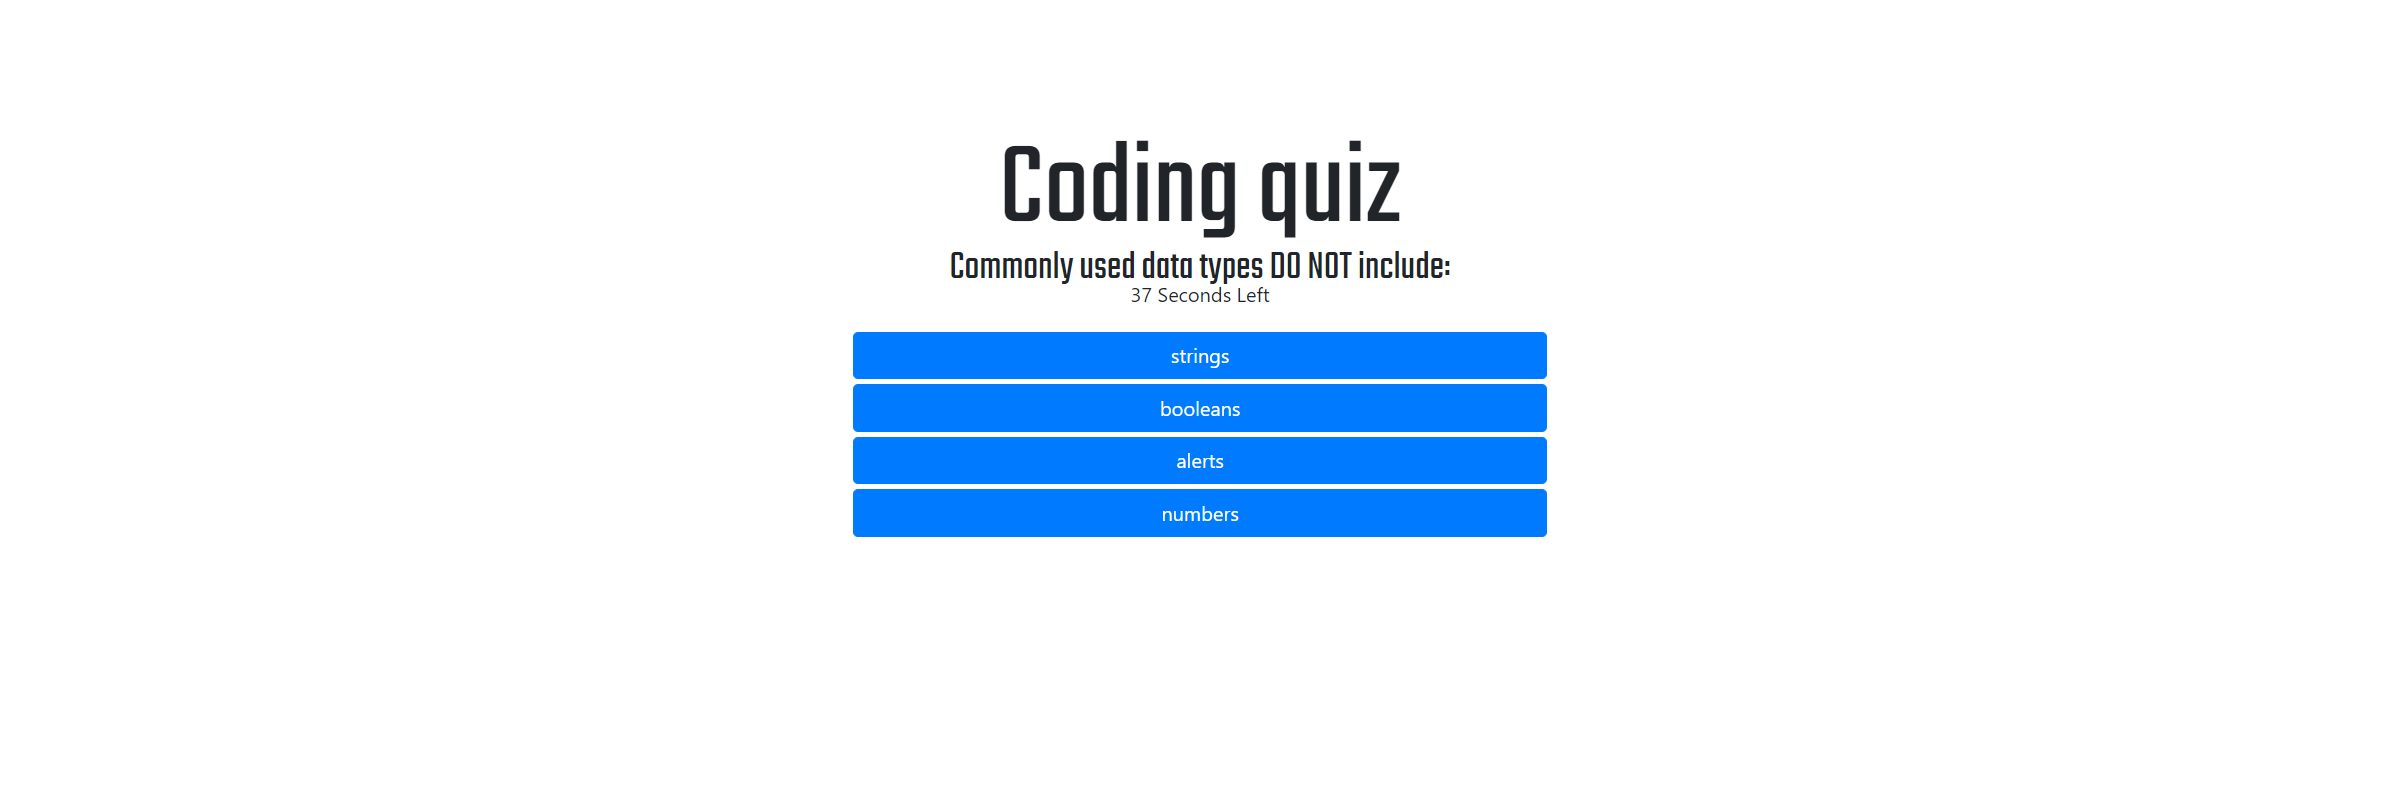 Coding quiz
Commonly used data types DO NOT include:
37 Seconds Left
strings
booleans
alerts
numbers